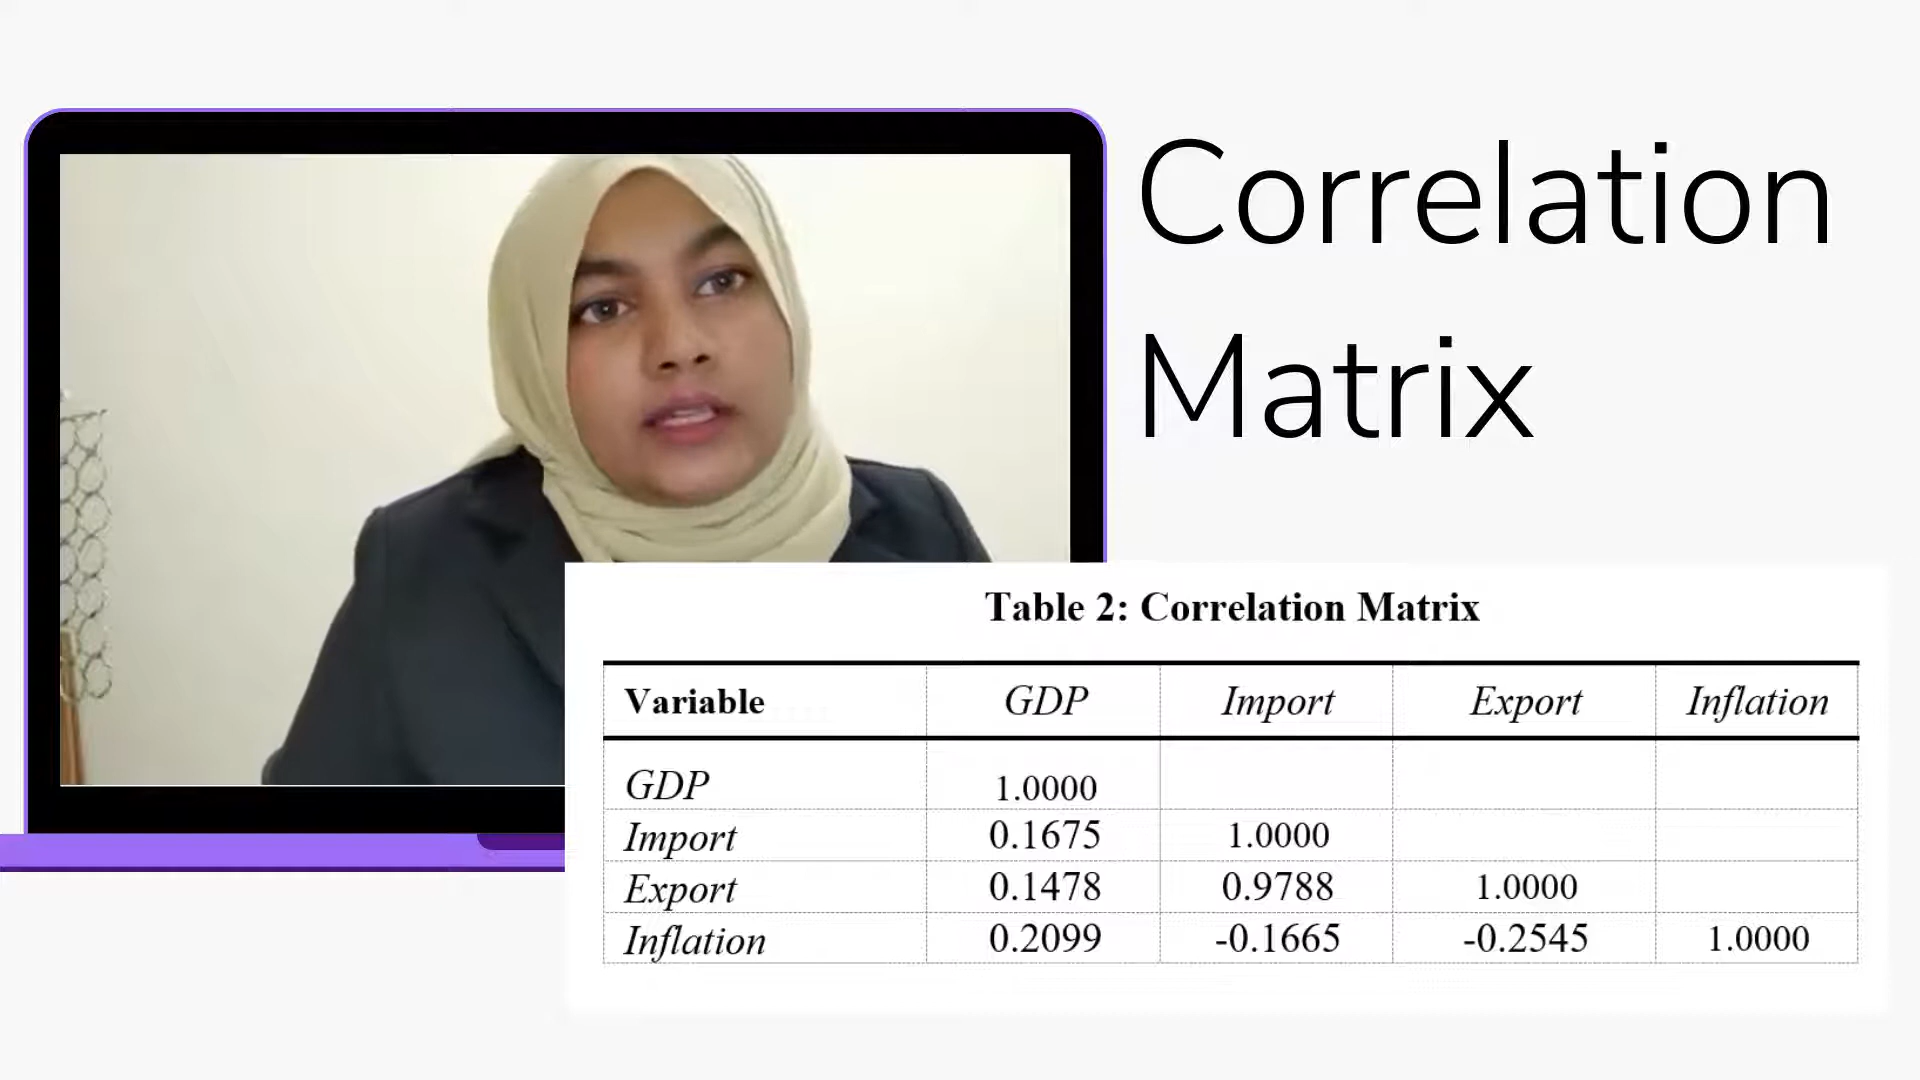 Correlation
Matrix
Table 2: Correlation Matrix
Variable GDP Import Export Inflation
GDP 1.0000
Import 0.1675 1.0000
Export 0.1478 0.9788 1.0000
Inflation 0.2099 -0.1665 -0.2545 1.0000